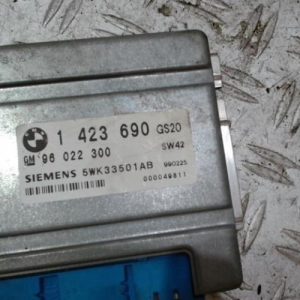 1 423 690 GS20
GM 96 022 300
SW42
SIEMENS 5WK33501AB
990225
000049811